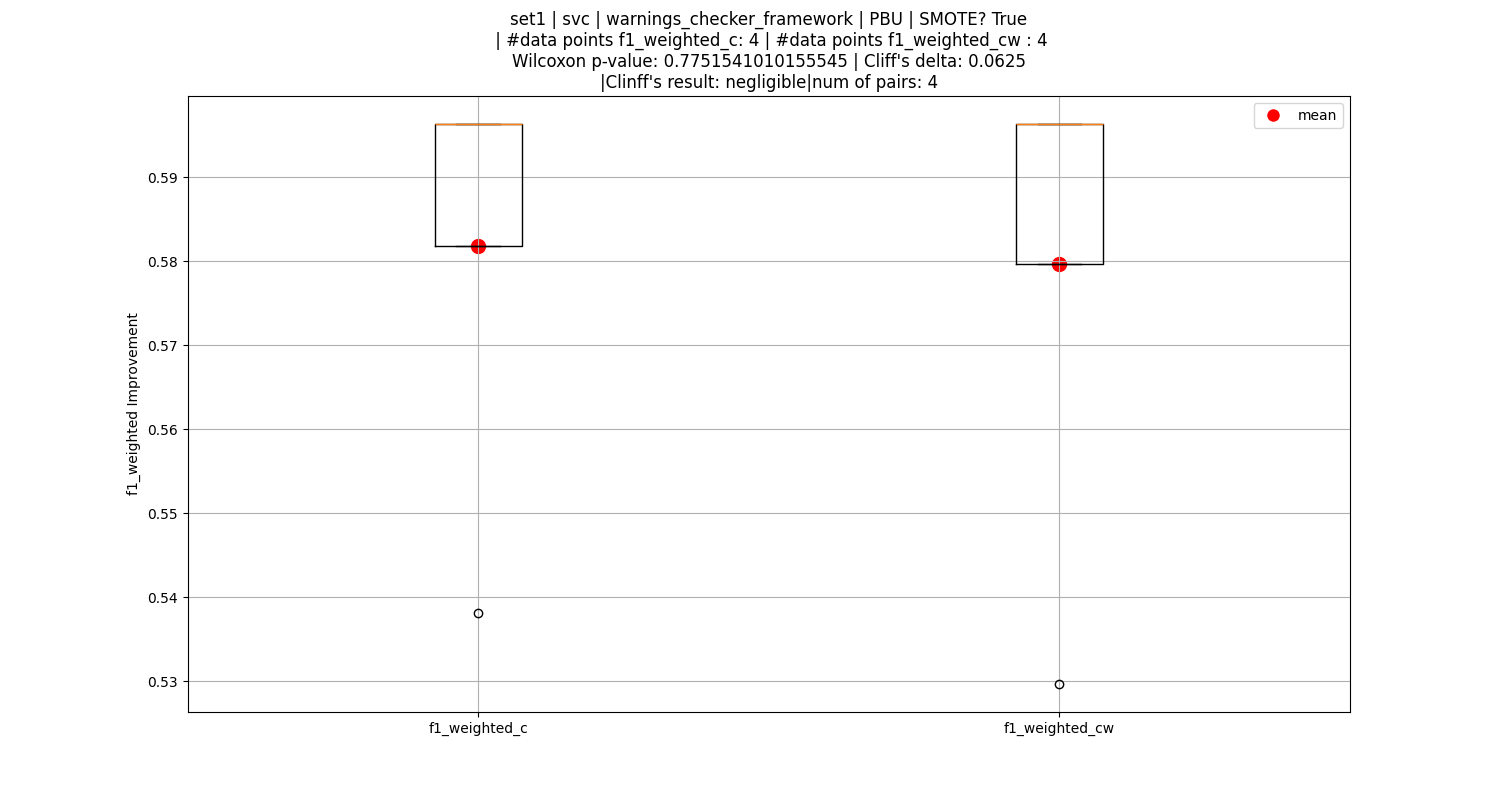 set1 | svc | warnings_checker_framework | PBU | SMOTE? True
| #data points f1_weighted_c: 4 | #data points f1_weighted_cw : 4
Wilcoxon p-value: 0.7751541010155545 | Cliff's delta: 0.0625
|Clinff's result: negligible|num of pairs: 4
mean
0.59
0.58
0.57
0.56
0.55
0.54
0.53
f1_weighted Improvement
f1_weighted_c
f1_weighted_cw